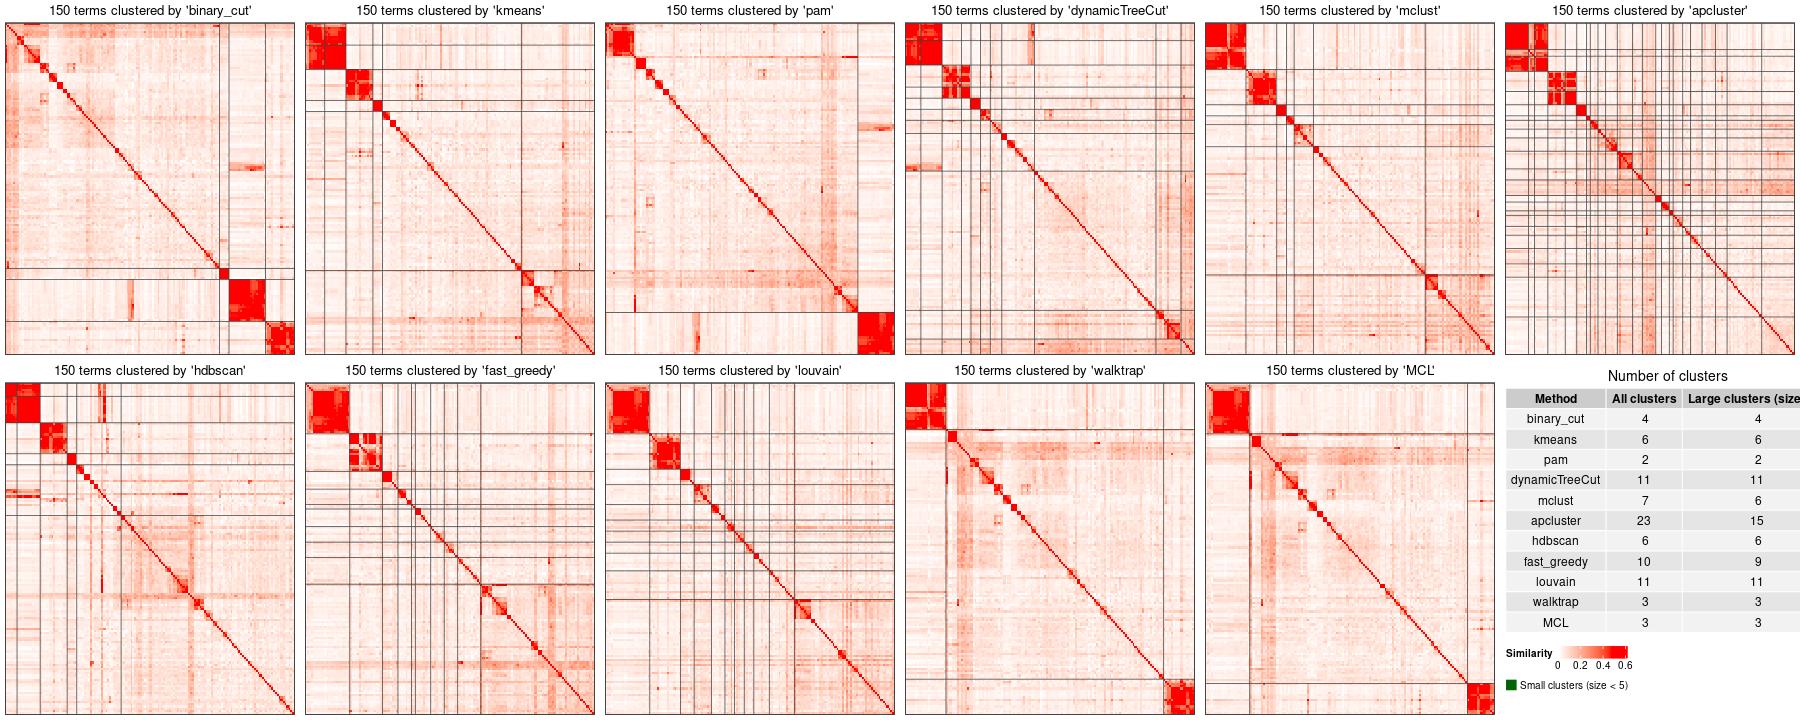 150 terms clustered by 'binary_cut'
150 terms clustered by 'kmeans'
150 terms clustered by 'pam'
150 terms clustered by 'dynamicTreeCut'
150 terms clustered by 'mclust'
150 terms clustered by 'apcluster'
150 terms clustered by 'hdbscan'
150 terms clustered by 'fast_greedy'
150 terms clustered by 'louvain'
150 terms clustered by 'walktrap'
150 terms clustered by 'MCL'
Number of clusters
Method All clusters Large clusters (size
binary_cut 4 4
kmeans 6 6
pam 2 2
dynamicTreeCut 11 11
mclust 7 6
apcluster 23 15
hdbscan 6 6
fast_greedy 10 9
louvain 11 11
walktrap 3 3
MCL 3 3
Similarity
0 0.2 0.4 0.6
Small clusters (size < 5)